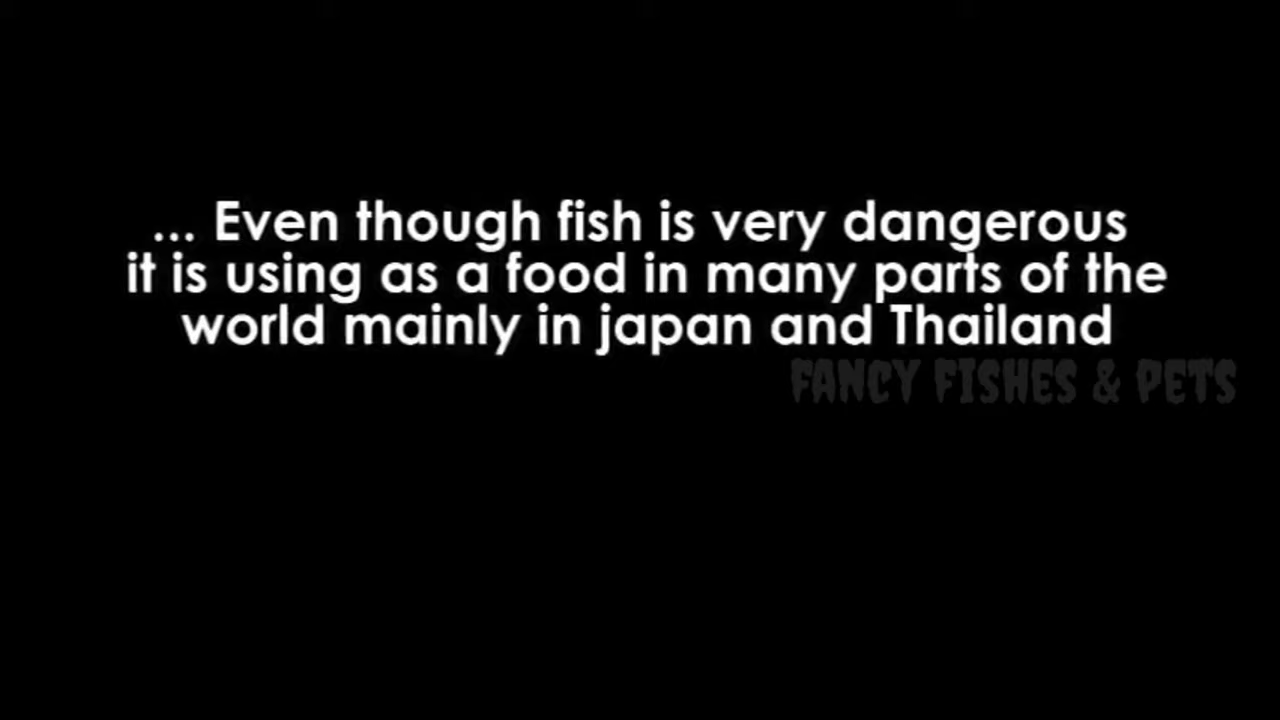 ... Even though fish is very dangerous
it is using as a food in many parts of the
world mainly in japan and Thailand
FANCY FISHES & PETS